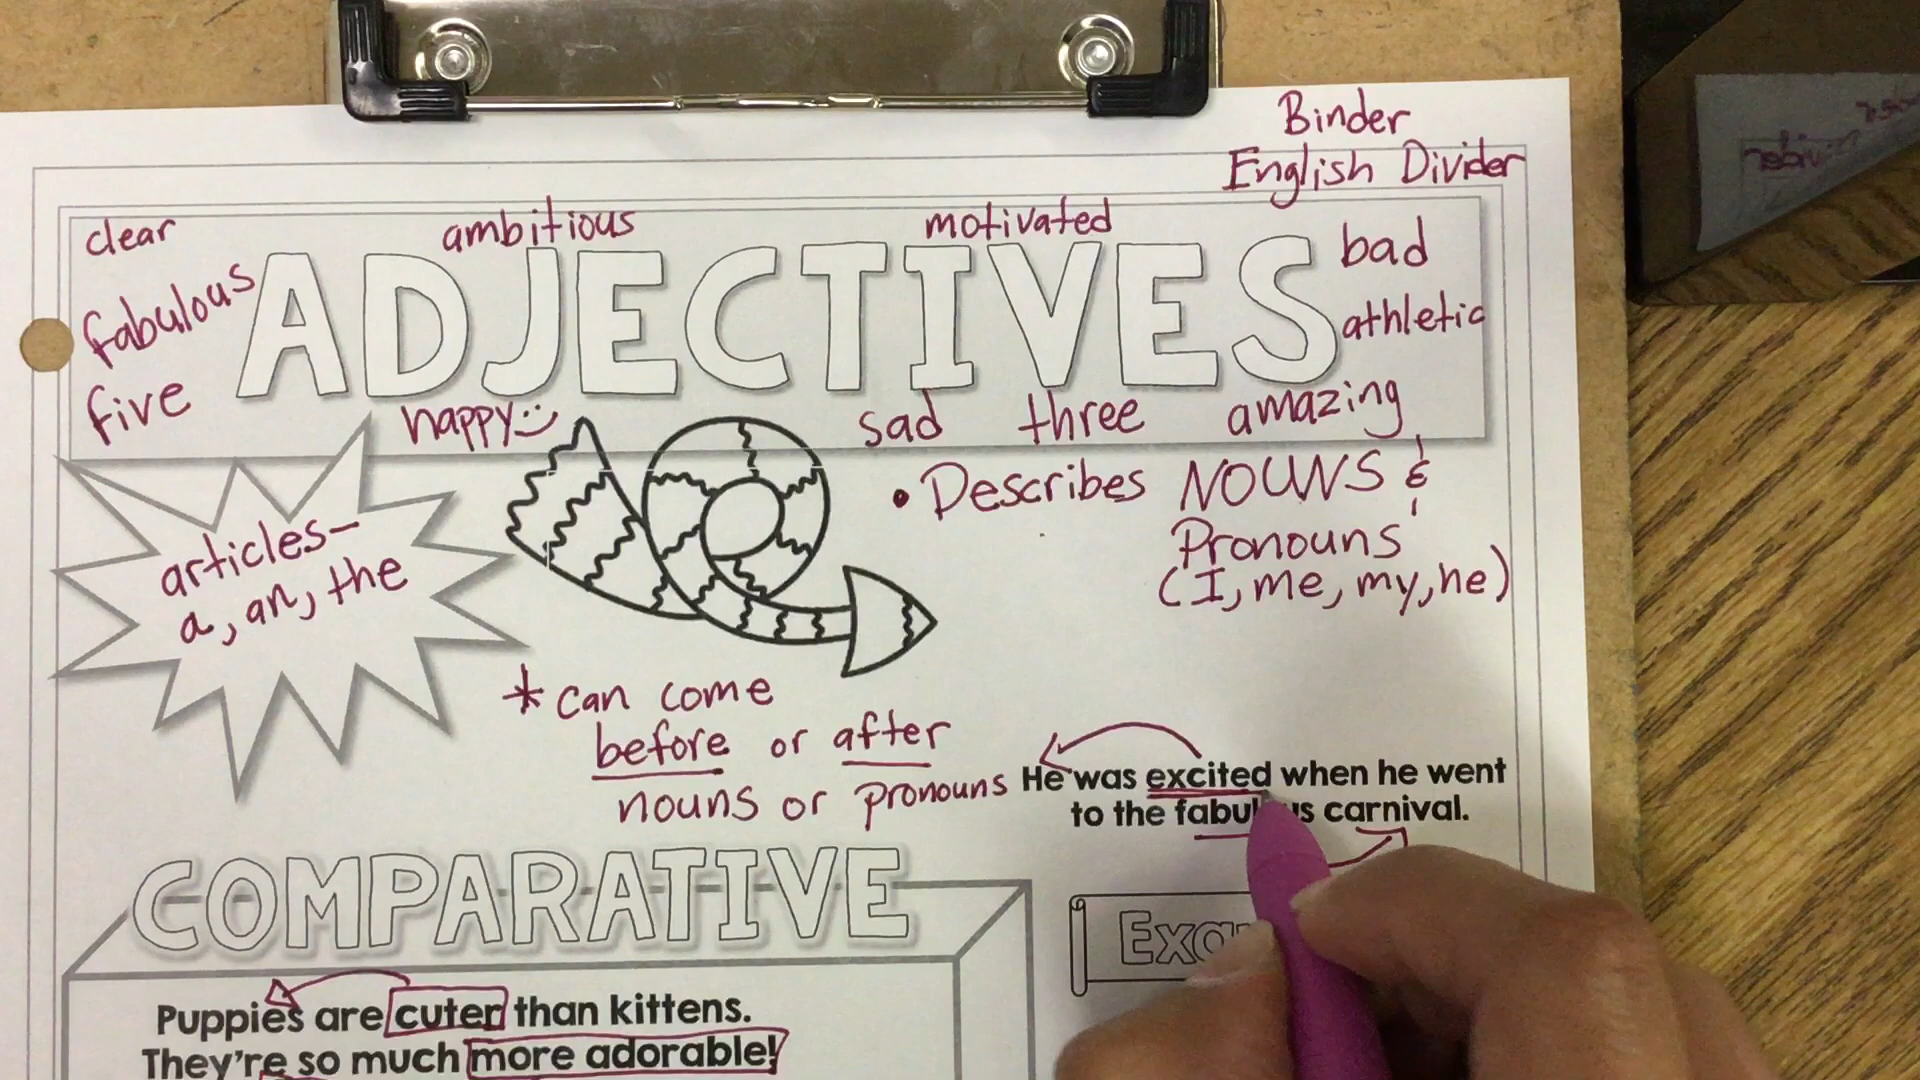 Binder
English Divider
clear ambitious motivated bad
fabulous ADJECTIVES athletic
five happy sad three amazing
• Describes NOUNS &
Pronouns
(I, me, my, he)
articles-
a, an, the
* can come
before or after
nouns or pronouns
He was excited when he went
to the carnival.
COMPARATIVE
Puppies are cuter than kittens.
They're so much more adorable!